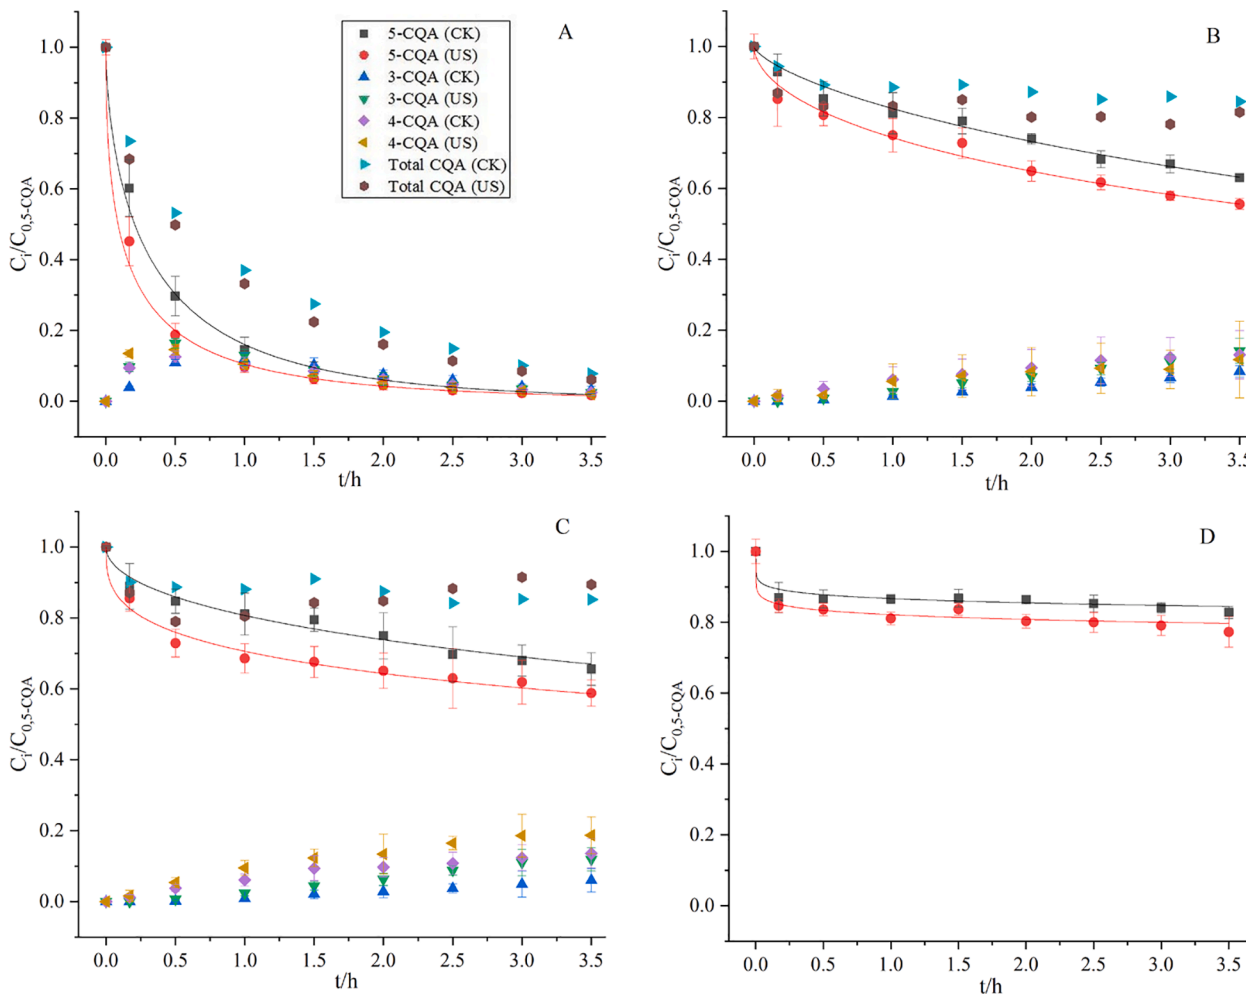 A
5-CQA (CK)
5-CQA (US)
3-CQA (CK)
3-CQA (US)
4-CQA (CK)
4-CQA (US)
Total CQA (CK)
Total CQA (US)
1.0
0.8
0.6
0.4
0.2
0.0
Ci/C0,5-CQA
0.0 0.5 1.0 1.5 2.0 2.5 3.0 3.5
t/h
B
1.0
0.8
0.6
0.4
0.2
0.0
Ci/C0,5-CQA
0.0 0.5 1.0 1.5 2.0 2.5 3.0 3.5
t/h
C
1.0
0.8
0.6
0.4
0.2
0.0
Ci/C0,5-CQA
0.0 0.5 1.0 1.5 2.0 2.5 3.0 3.5
t/h
D
1.0
0.8
0.6
0.4
0.2
0.0
Ci/C0,5-CQA
0.0 0.5 1.0 1.5 2.0 2.5 3.0 3.5
t/h